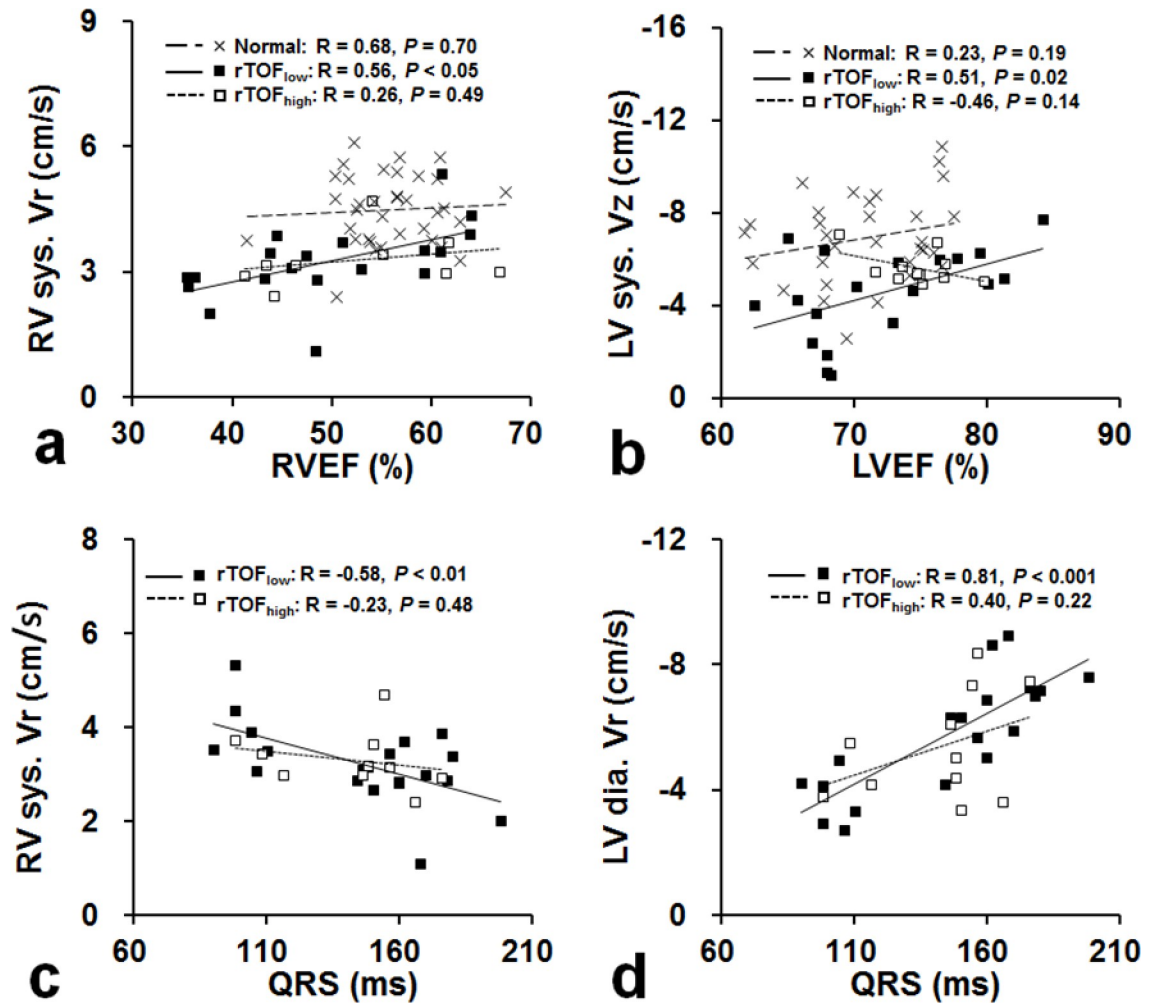 9
6
3
0
RV sys. Vr (cm/s)
Normal: R = 0.68, P = 0.70
rTOFlow: R = 0.56, P < 0.05
rTOFhigh: R = 0.26, P = 0.49
30 40 50 60 70
RVEF (%)
a
-16
-12
-8
-4
0
LV sys. Vz (cm/s)
Normal: R = 0.23, P = 0.19
rTOFlow: R = 0.51, P = 0.02
rTOFhigh: R = -0.46, P = 0.14
60 70 80 90
LVEF (%)
b
8
6
4
2
0
RV sys. Vr (cm/s)
rTOFlow: R = -0.58, P < 0.01
rTOFhigh: R = -0.23, P = 0.48
60 110 160 210
QRS (ms)
c
-12
-8
-4
0
LV dia. Vr (cm/s)
rTOFlow: R = 0.81, P < 0.001
rTOFhigh: R = 0.40, P = 0.22
60 110 160 210
QRS (ms)
d